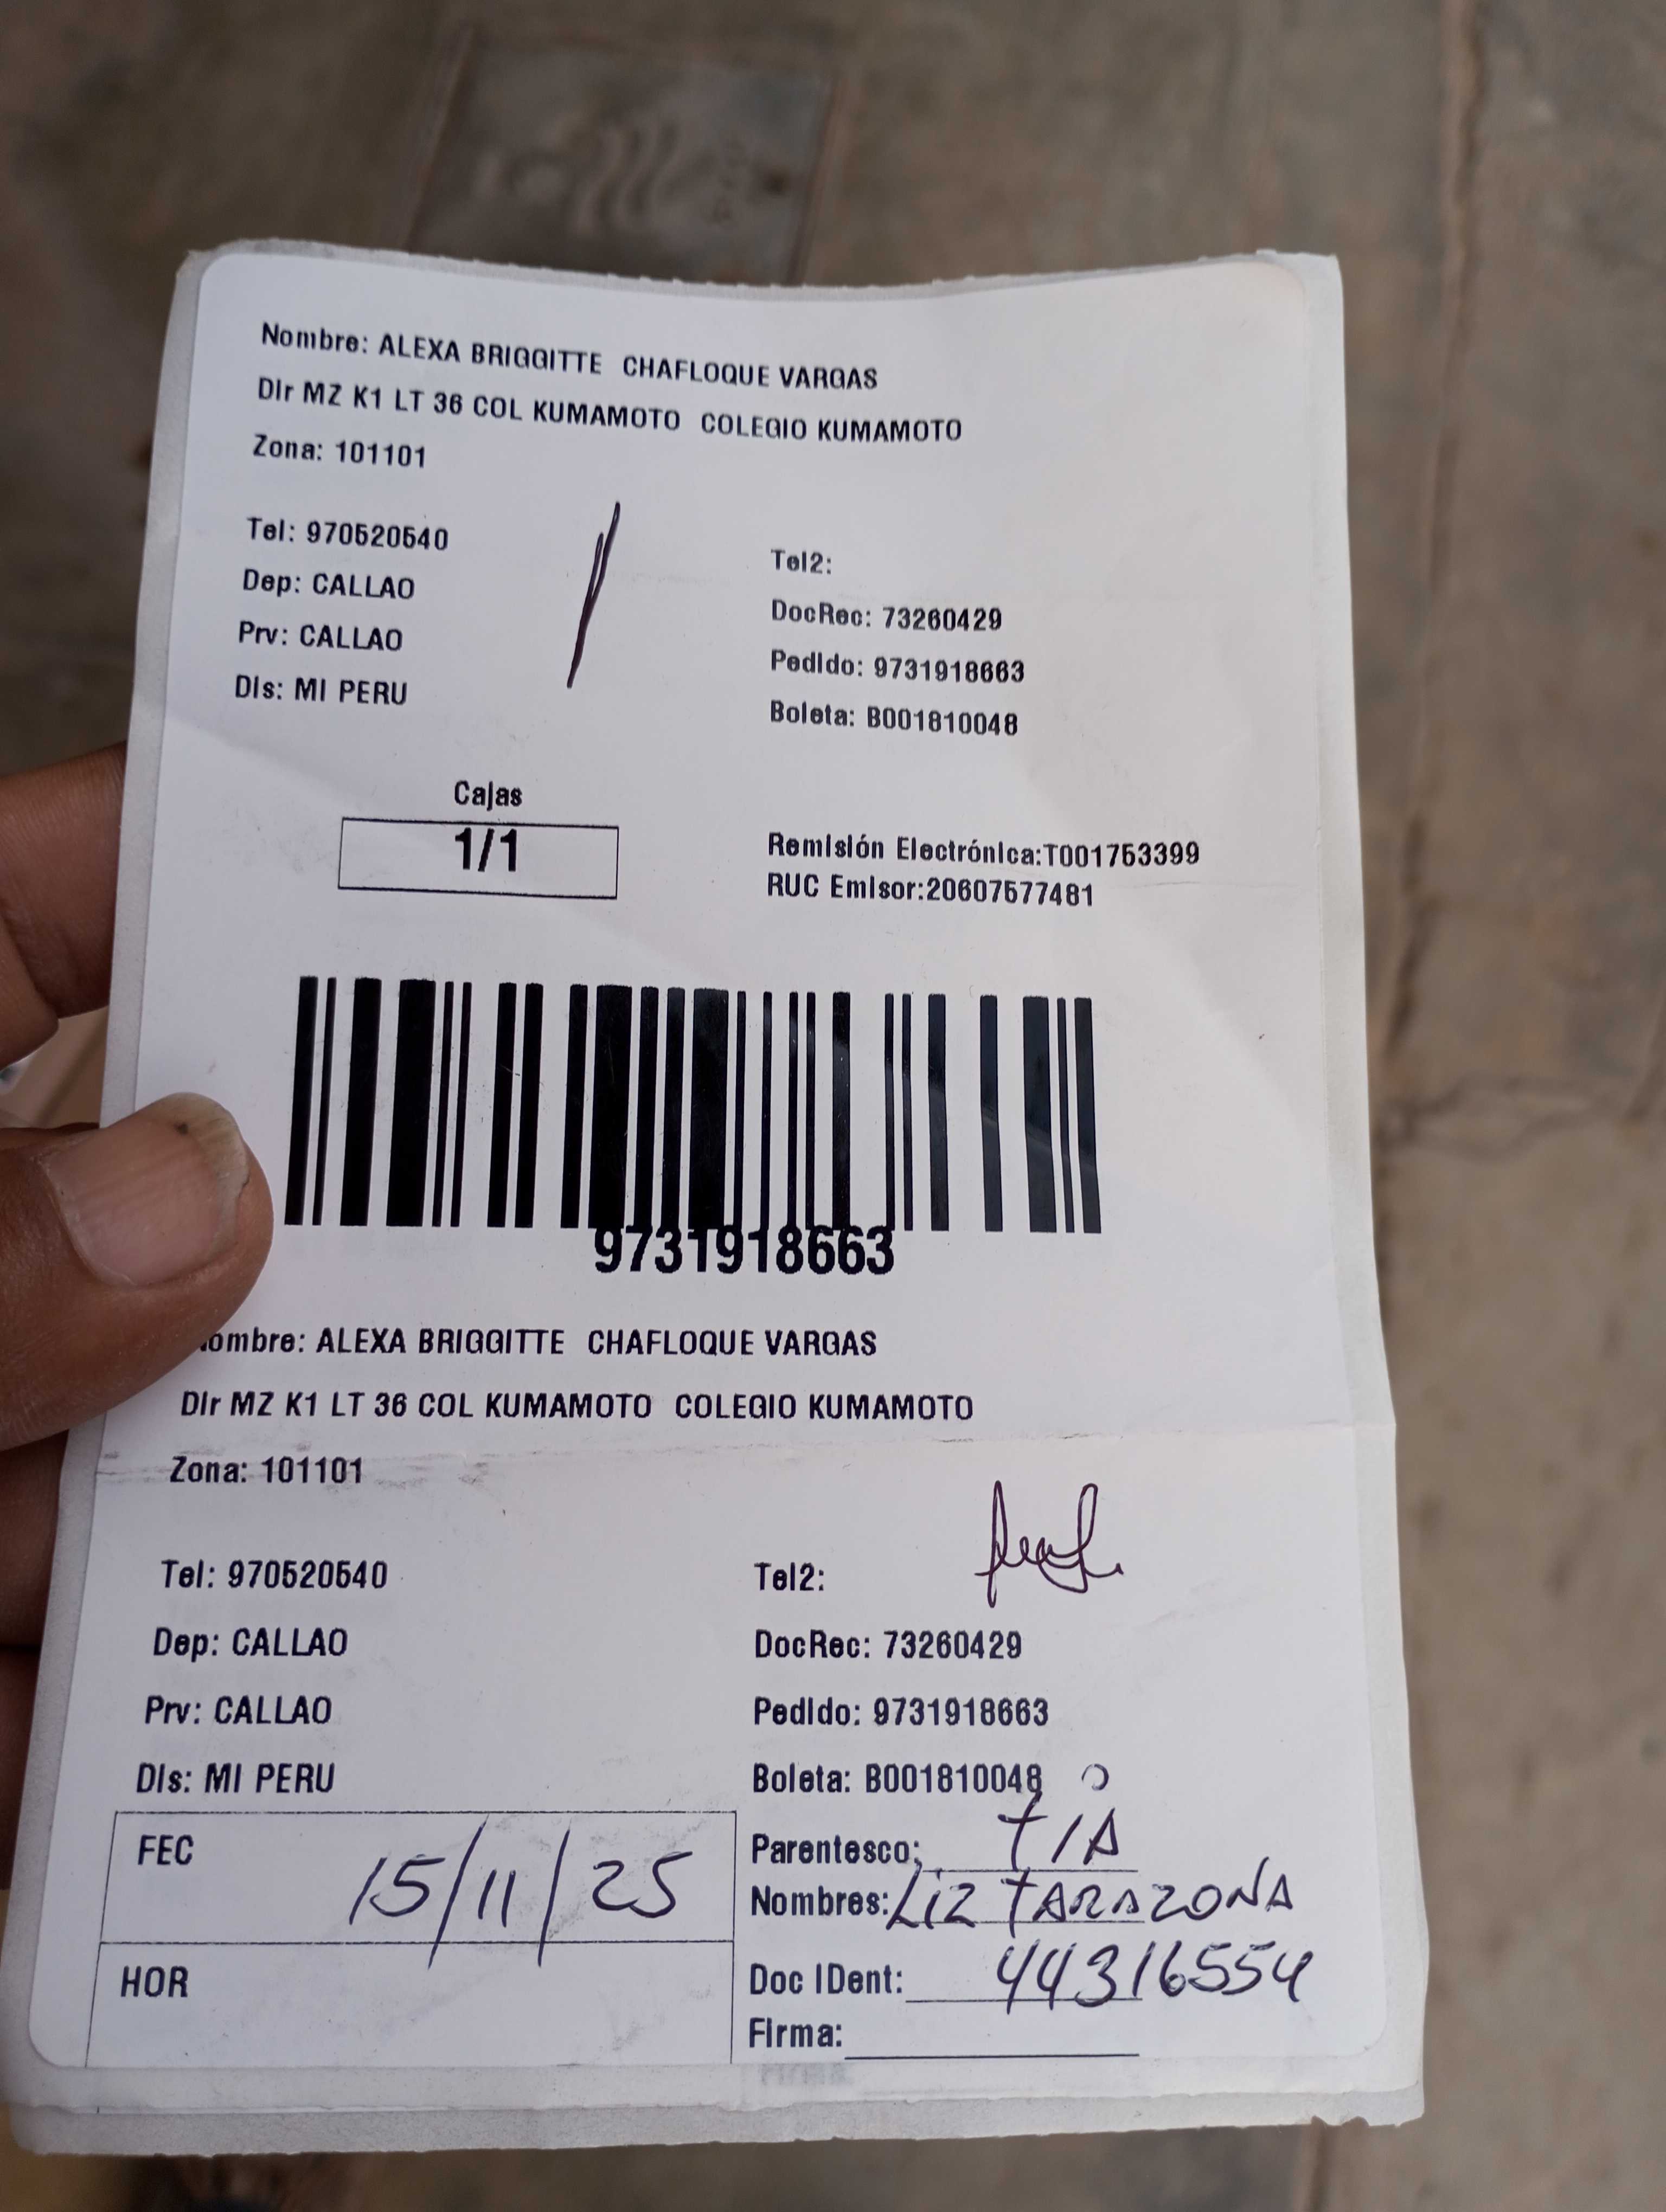 Nombre: ALEXA BRIGGITTE CHAFLOQUE VARGAS
Dir MZ K1 LT 36 COL KUMAMOTO COLEGIO KUMAMOTO
Zona: 101101
Tel: 970520540
Tel2:
Dep: CALLAO
DocRec: 73260429
Prv: CALLAO
Pedido: 9731918663
Dis: MI PERU
Boleta: B001810048
Cajas
1/1
Remisión Electrónica:T001753399
RUC Emisor:20607577481
9731918663
ombre: ALEXA BRIGGITTE CHAFLOQUE VARGAS
Dir MZ K1 LT 36 COL KUMAMOTO COLEGIO KUMAMOTO
Zona: 101101
Tel: 970520540
Tel2:
Dep: CALLAO
DocRec: 73260429
Prv: CALLAO
Pedido: 9731918663
Dis: MI PERU
Boleta: B001810048
FEC 15/11/25
Parentesco: TIA
Nombres: LIZ TARAZONA
HOR
Doc IDent: 44316554
Firma: